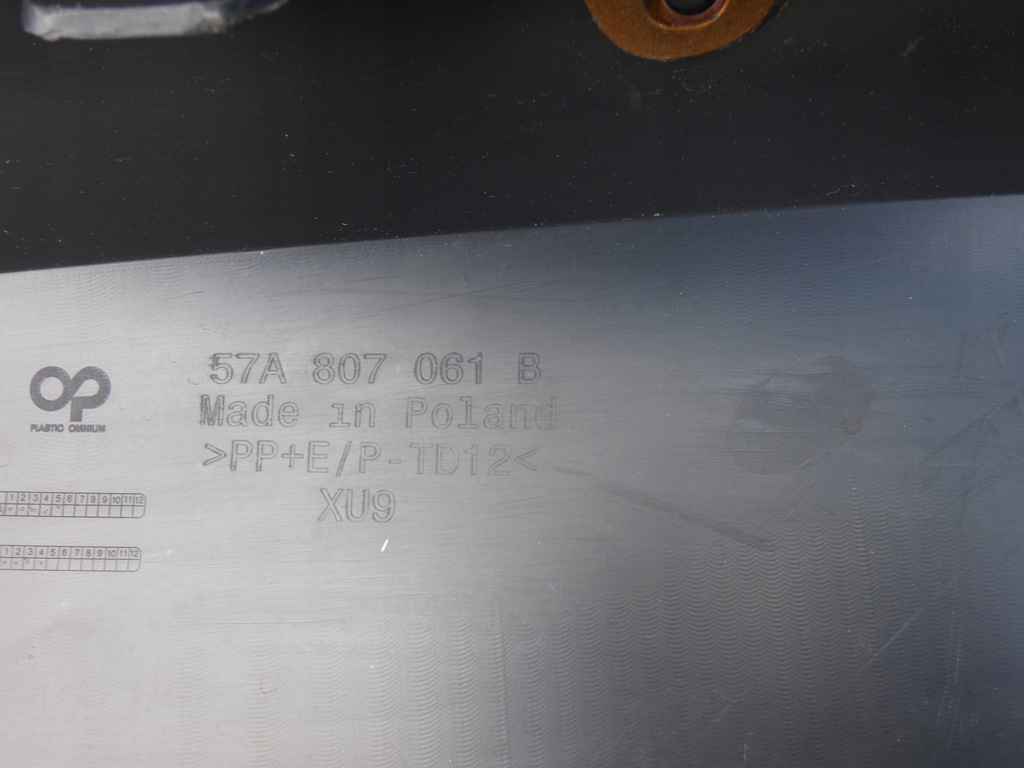 57A 807 061 B
OP
PLASTIC OMNIUM
Made in Poland
>PP+E/P-TD12<
XU9
1 2 3 4 5 6 7 8 9 10 11 12
1 2 3 4 5 6 7 8 9 10 11 12